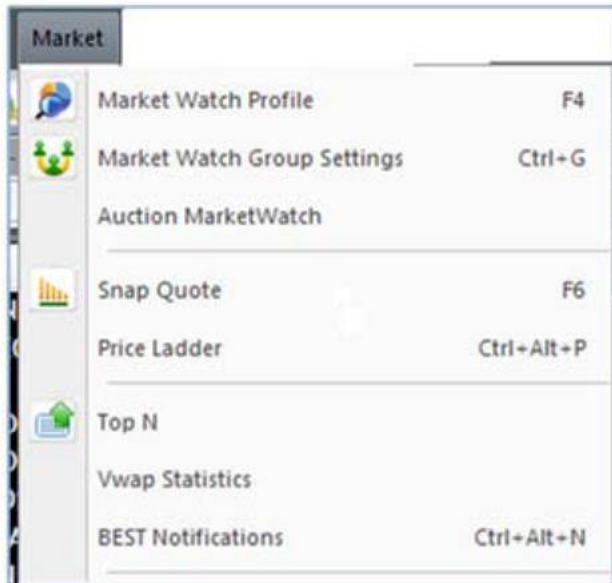 Market
Market Watch Profile F4
Market Watch Group Settings Ctrl+G
Auction MarketWatch
Snap Quote F6
Price Ladder Ctrl+Alt+P
Top N
Vwap Statistics
BEST Notifications Ctrl+Alt+N